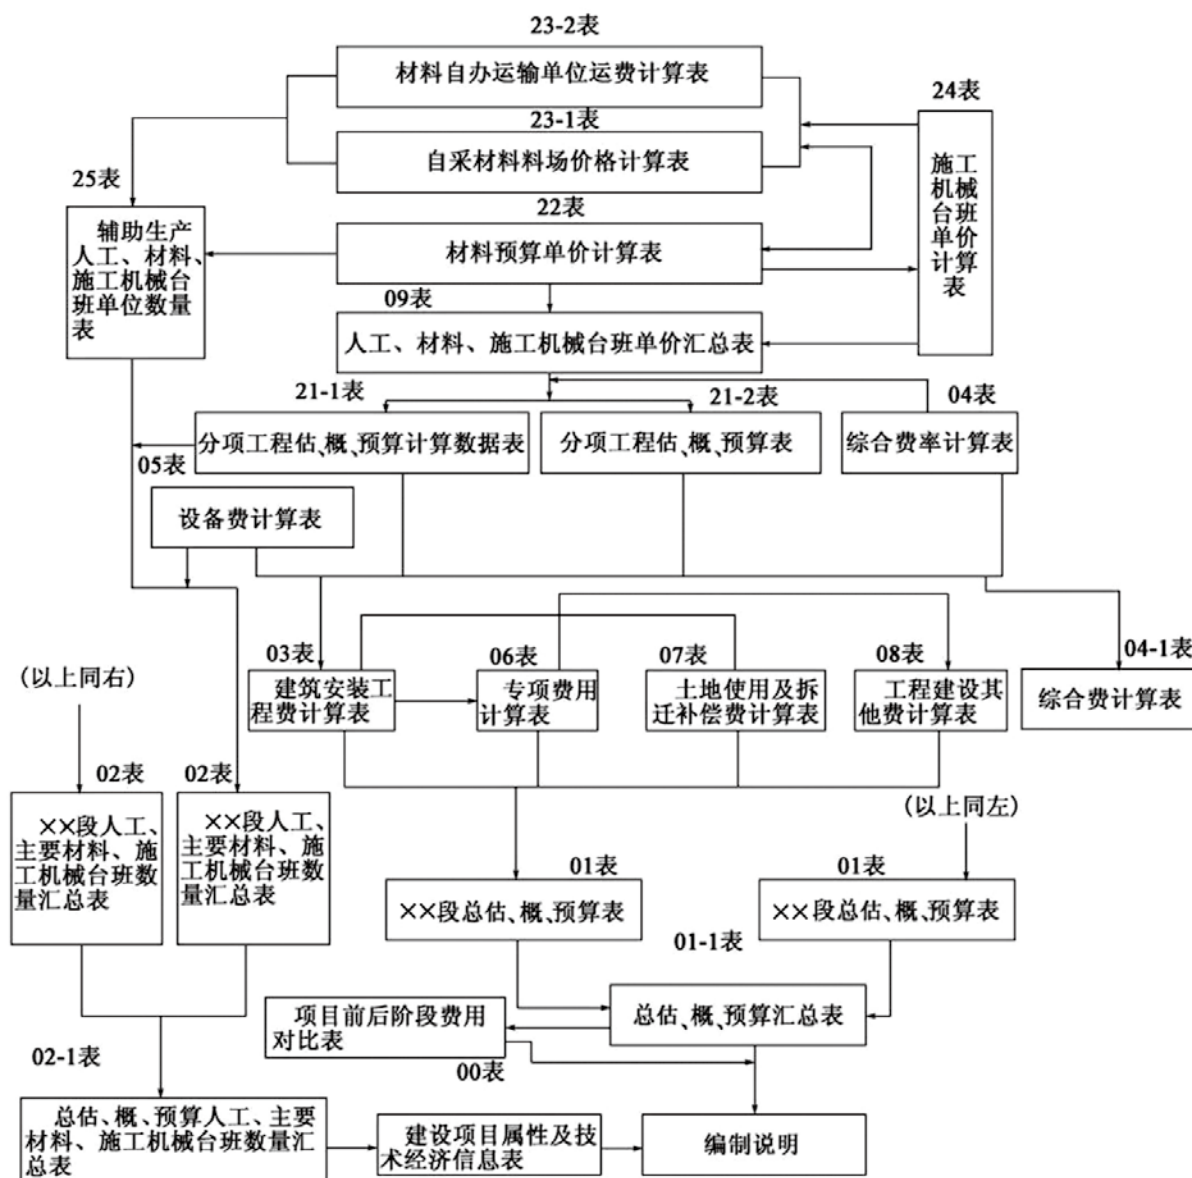 23-2表
材料自办运输单位运费计算表
24表
23-1表
自采材料料场价格计算表
施工
机械
台班
单价
计算
表
25表
22表
辅助生产
人工、材料、
施工机械台
班单位数量
表
材料预算单价计算表
09表
人工、材料、施工机械台班单价汇总表
21-1表
21-2表
04表
分项工程估、概、预算计算数据表
分项工程估、概、预算表
综合费率计算表
05表
设备费计算表
03表
06表
07表
08表
04-1表
(以上同右)
建筑安装工
程费计算表
专项费用
计算表
土地使用及拆
迁补偿费计算表
工程建设其
他费计算表
综合费计算表
02表
02表
××段人工、
主要材料、施
工机械台班数
量汇总表
××段人工、
主要材料、施
工机械台班数
量汇总表
(以上同左)
01表
01表
××段总估、概、预算表
××段总估、概、预算表
01-1表
项目前后阶段费用
对比表
总估、概、预算汇总表
02-1表
00表
总估、概、预算人工、主要
材料、施工机械台班数量汇
总表
建设项目属性及技
术经济信息表
编制说明